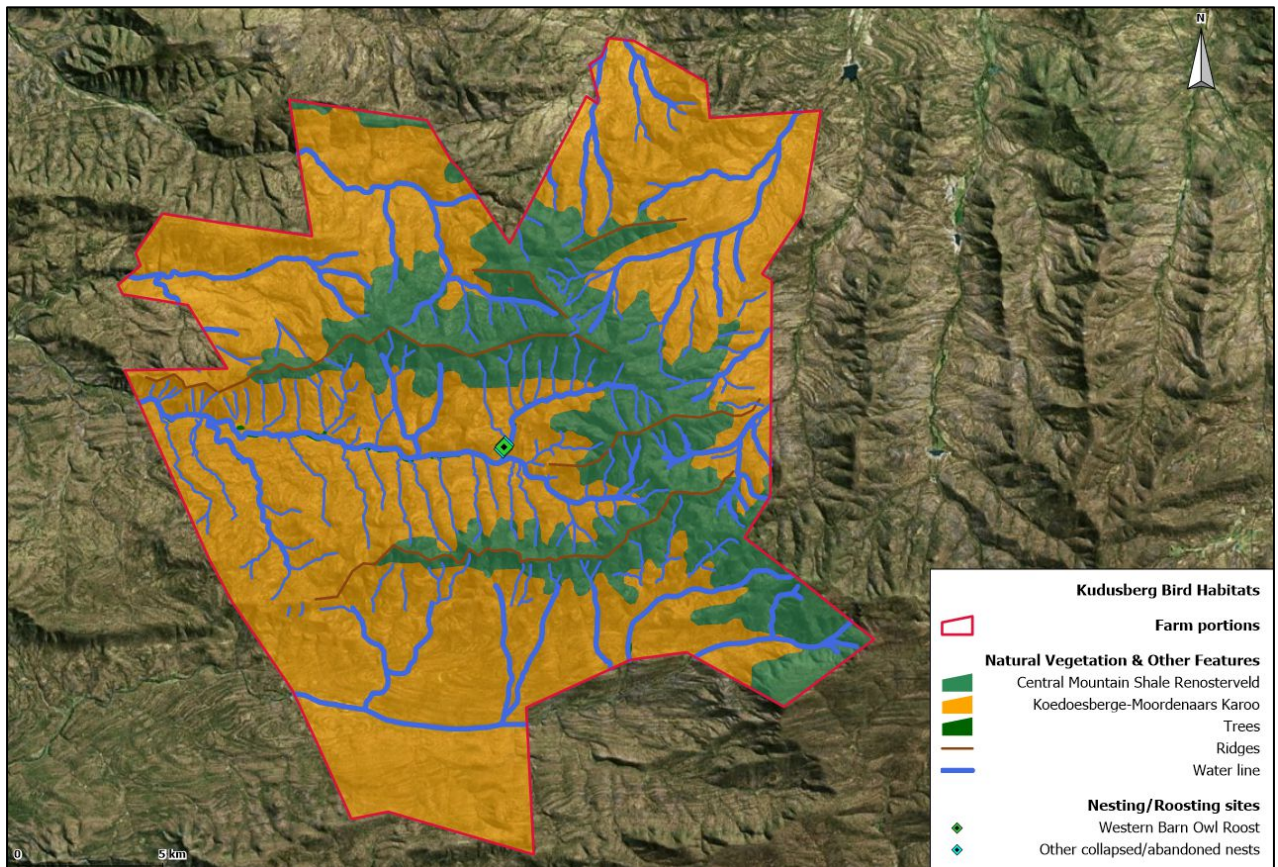 N
Kudusberg Bird Habitats
Farm portions
Natural Vegetation & Other Features
Central Mountain Shale Renosterveld
Koedoesberge-Moordenaars Karoo
Trees
Ridges
Water line
Nesting/Roosting sites
Western Barn Owl Roost
Other collapsed/abandoned nests
0 5 km